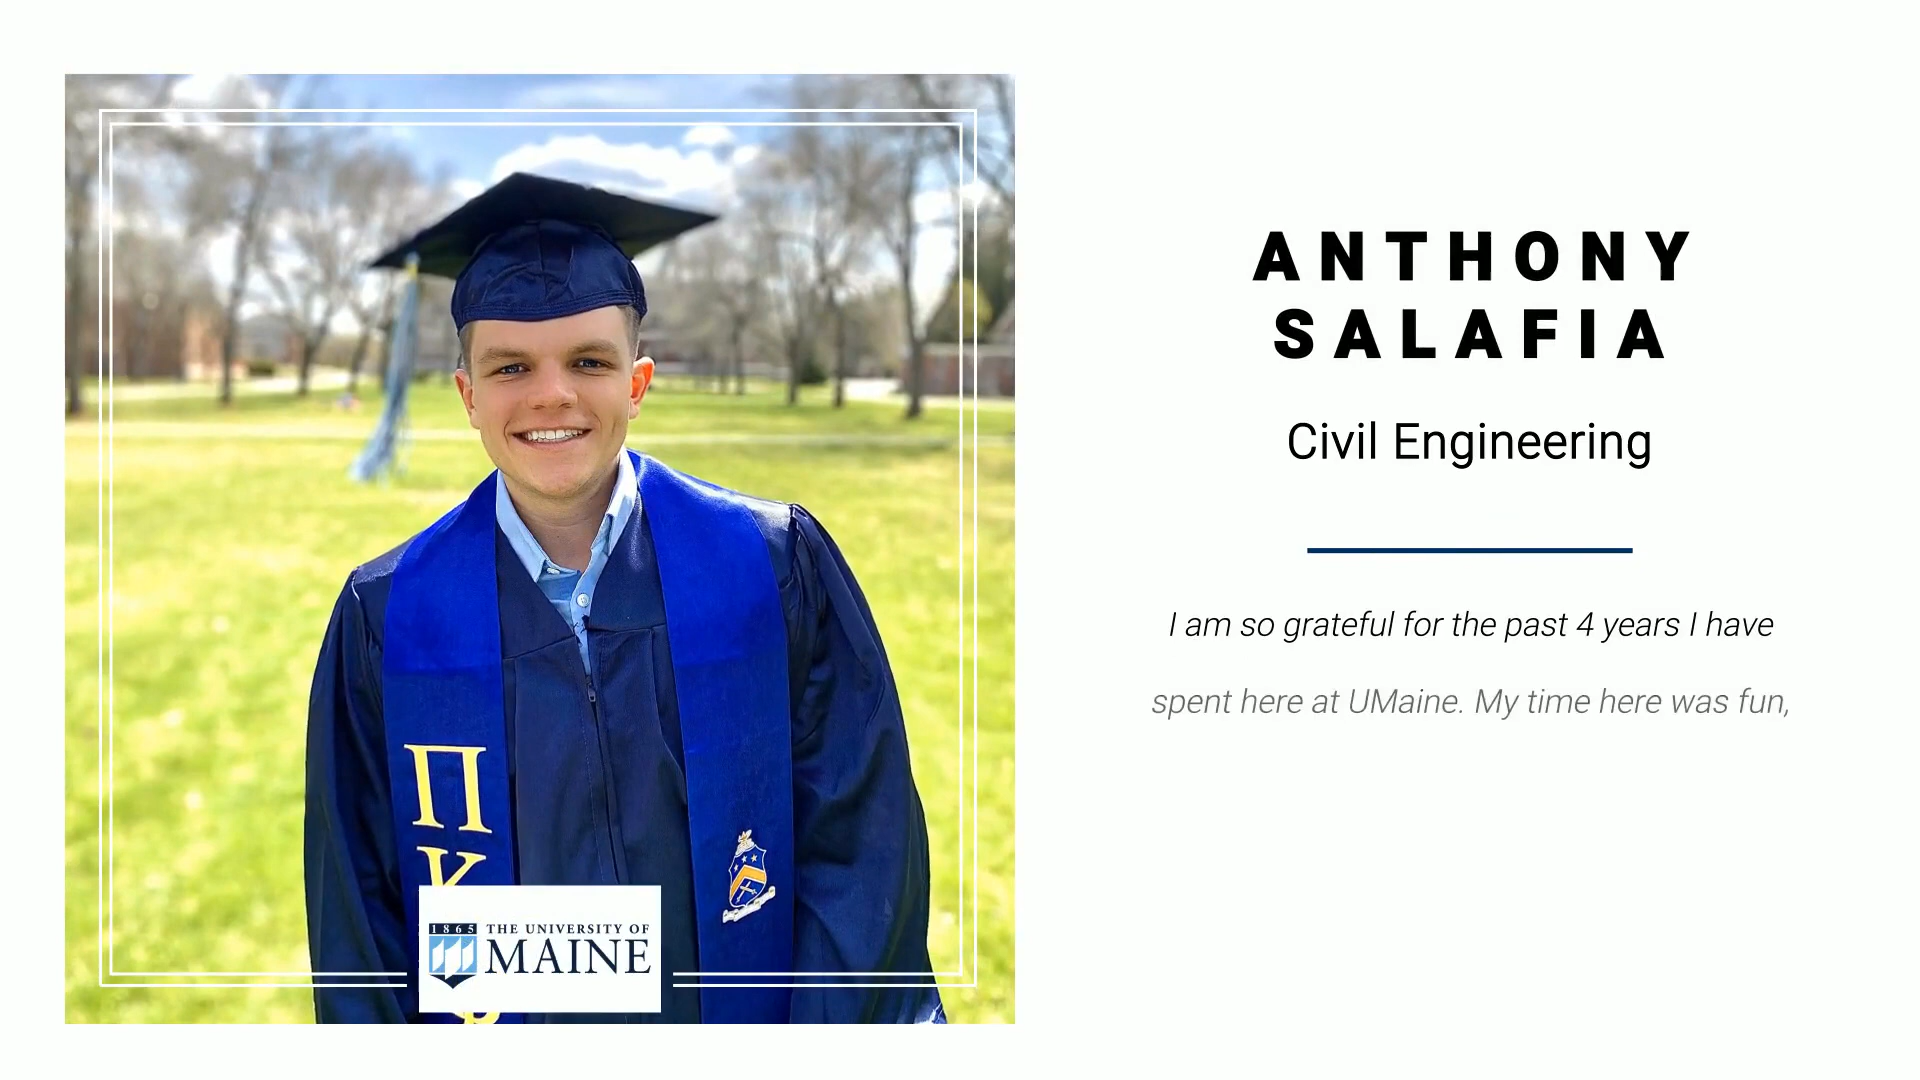 ANTHONY
SALAFIA
Civil Engineering
I am so grateful for the past 4 years I have
spent here at UMaine. My time here was fun,
Π
Κ
1865
THE UNIVERSITY OF
MAINE